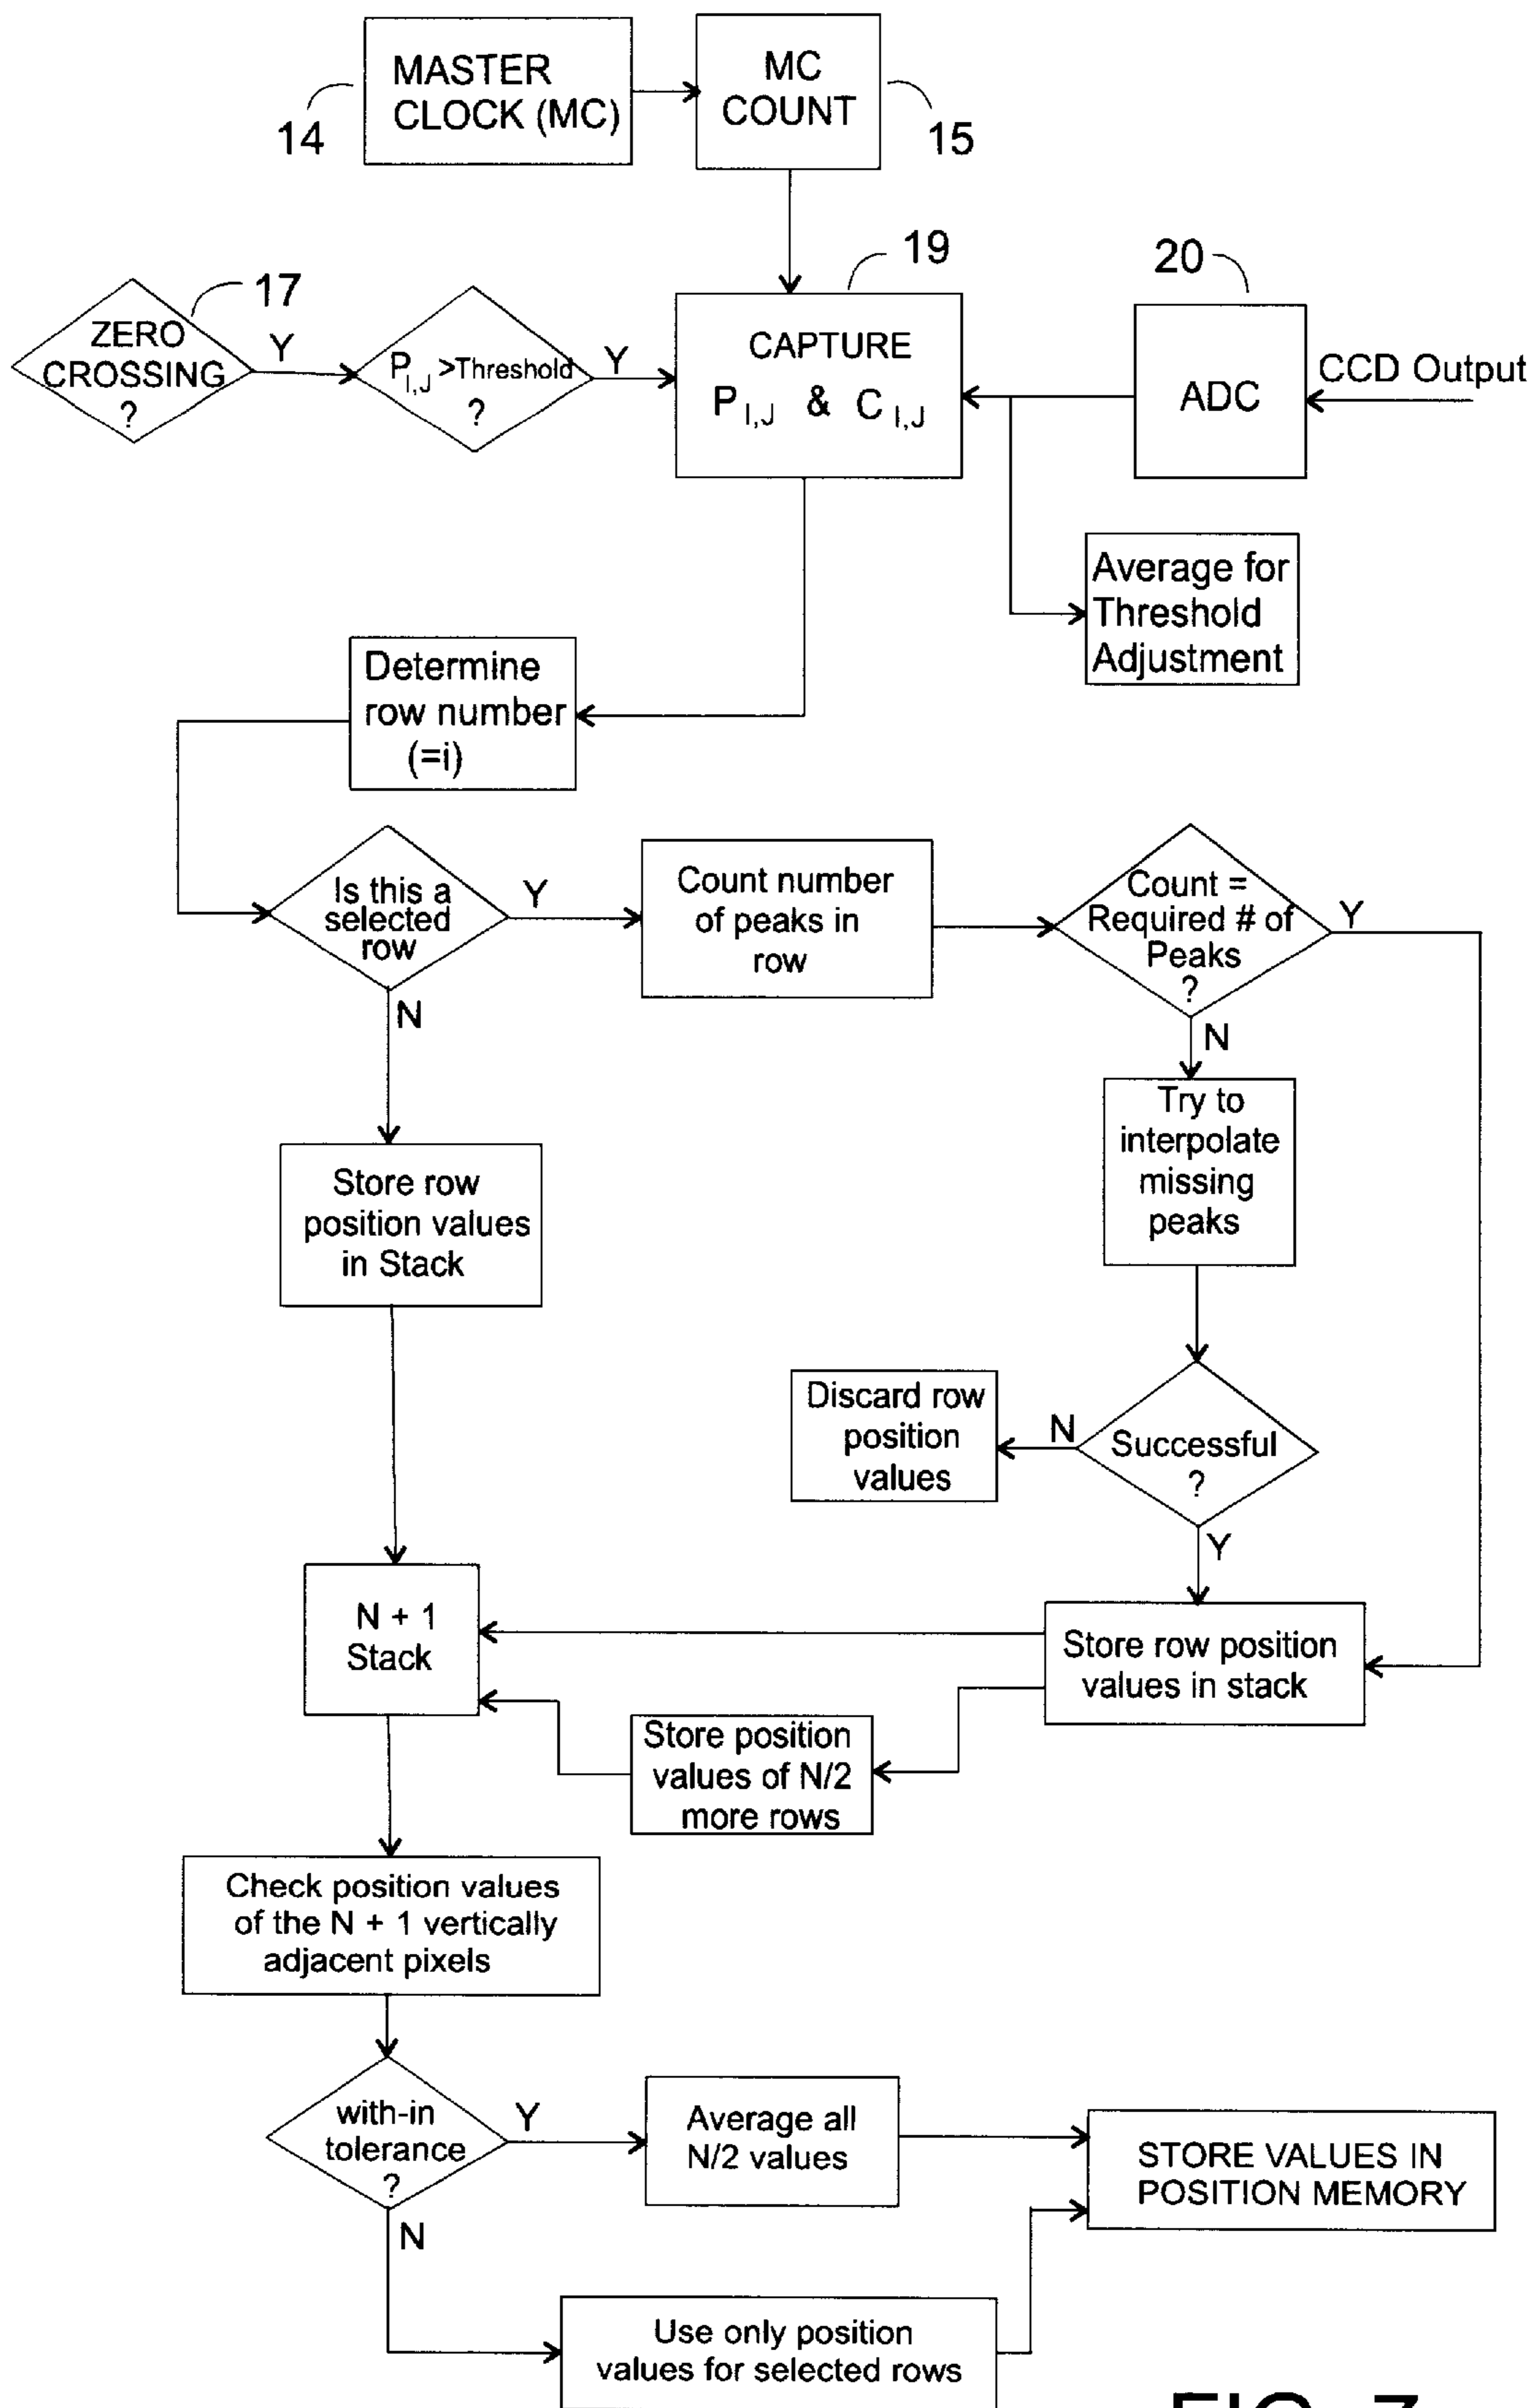 MASTER
CLOCK (MC)
14
MC
COUNT
15
17
ZERO
CROSSING
?
Y
P I,J >Threshold
?
Y
19
CAPTURE
P I,J & C I,J
20
ADC
CCD Output
Average for
Threshold
Adjustment
Determine
row number
(=i)
Is this a
selected
row
Y
N
Count number
of peaks in
row
Count =
Required # of
Peaks
?
Y
N
Try to
interpolate
missing
peaks
Store row
position values
in Stack
Discard row
position
values
N
Successful
?
Y
N + 1
Stack
Store row position
values in stack
Store position
values of N/2
more rows
Check position values
of the N + 1 vertically
adjacent pixels
with-in
tolerance
?
Y
N
Average all
N/2 values
STORE VALUES IN
POSITION MEMORY
Use only position
values for selected rows